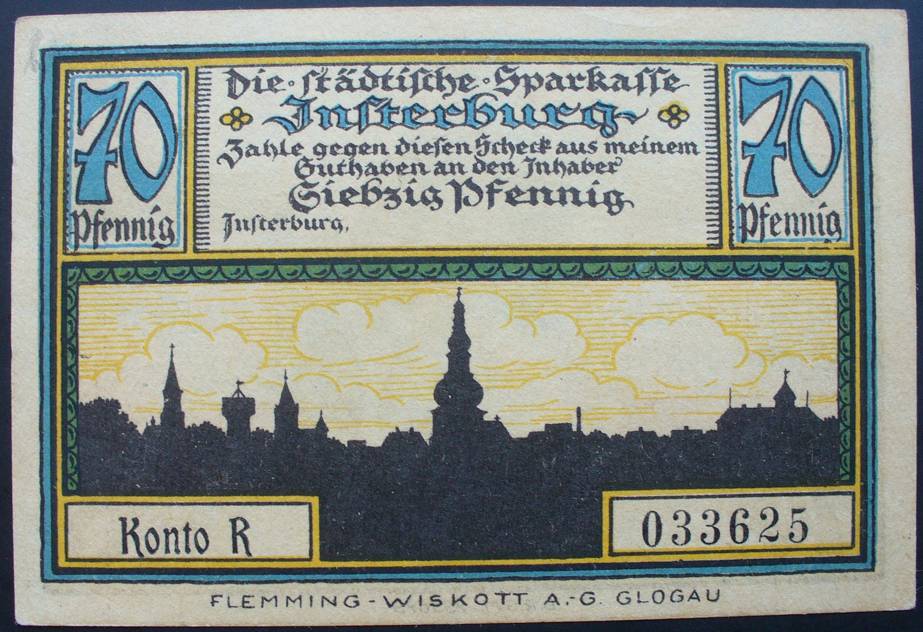 70
Pfennig
Die städtische Sparkasse
Insterburg
Zahle gegen diesen Scheck aus meinem
Guthaben an den Inhaber
Siebzig Pfennig
Insterburg,
70
Pfennig
Konto R
033625
FLEMMING-WISKOTT A.-G. GLOGAU